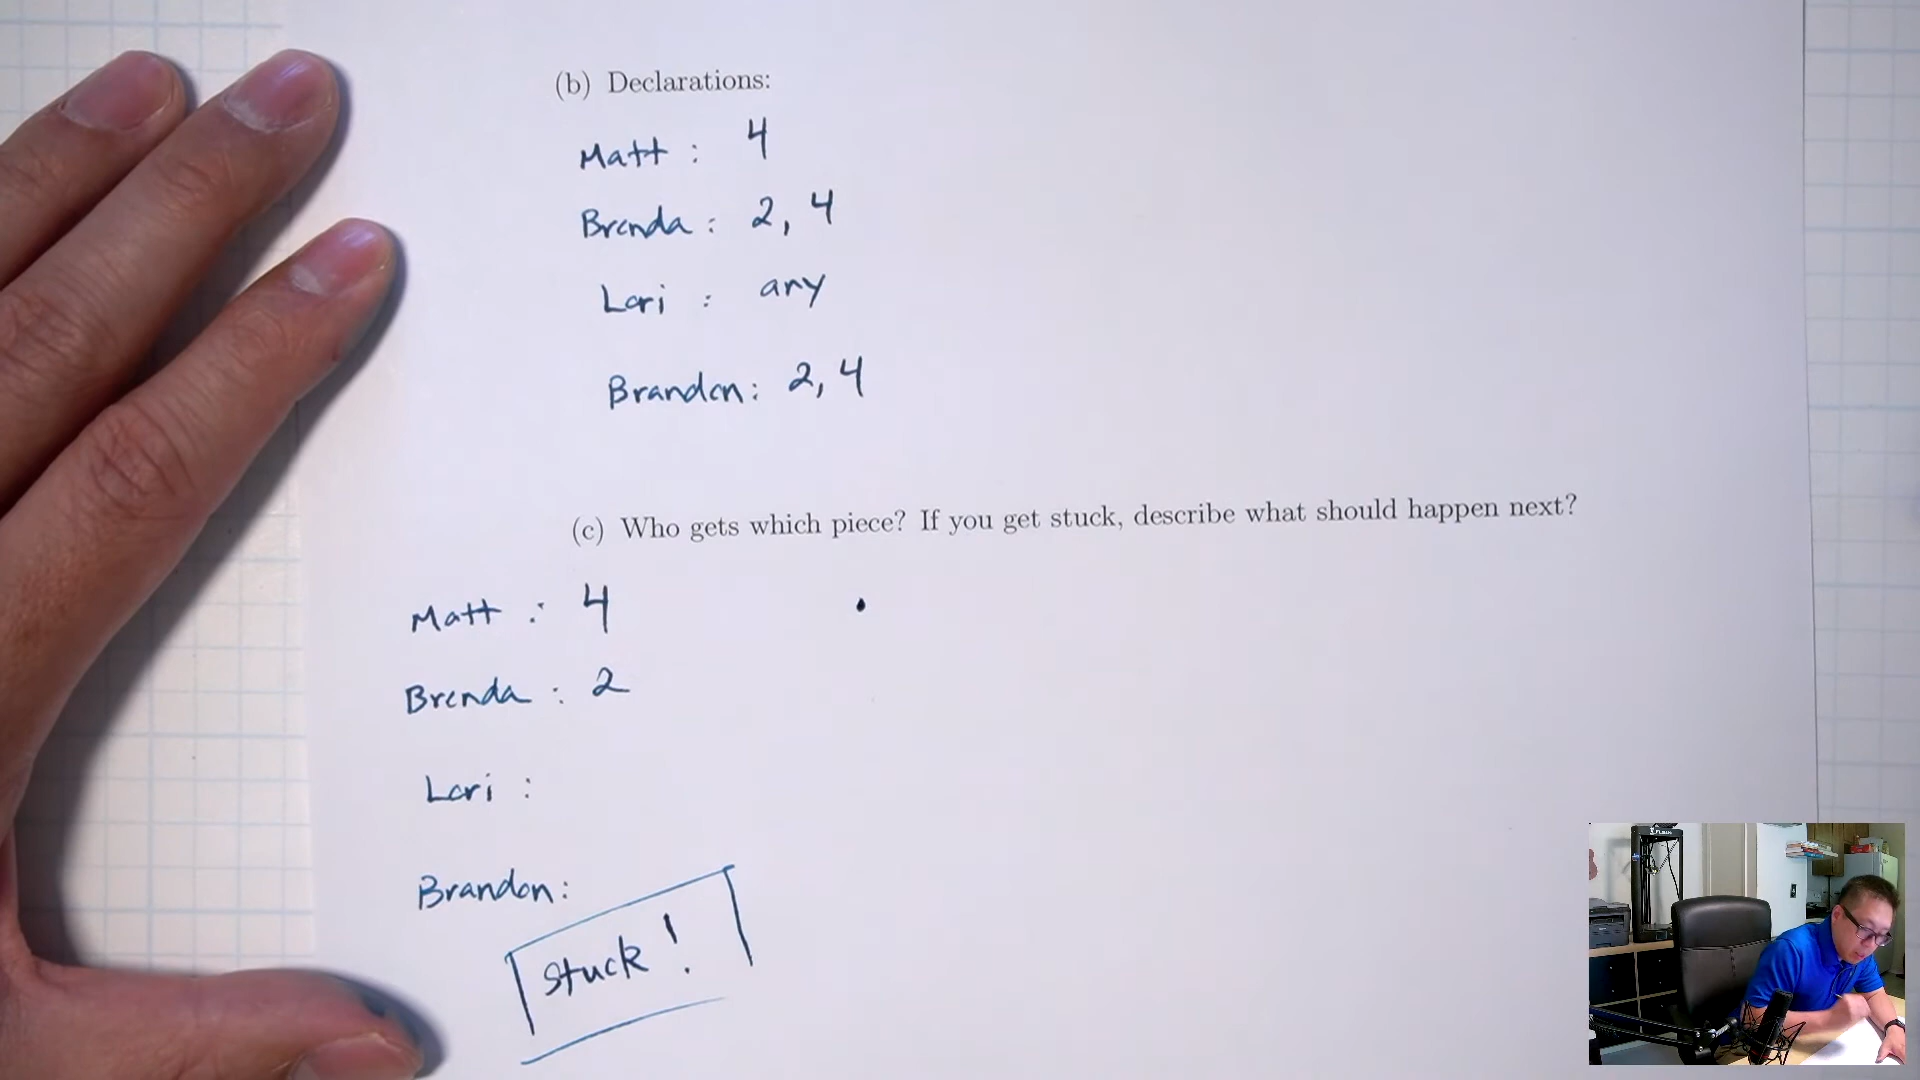 (b) Declarations:
Matt : 4
Brenda : 2, 4
Lori : any
Brandon: 2, 4
(c) Who gets which piece? If you get stuck, describe what should happen next?
Matt : 4
Brenda : 2
Lori :
Brandon:
Stuck!